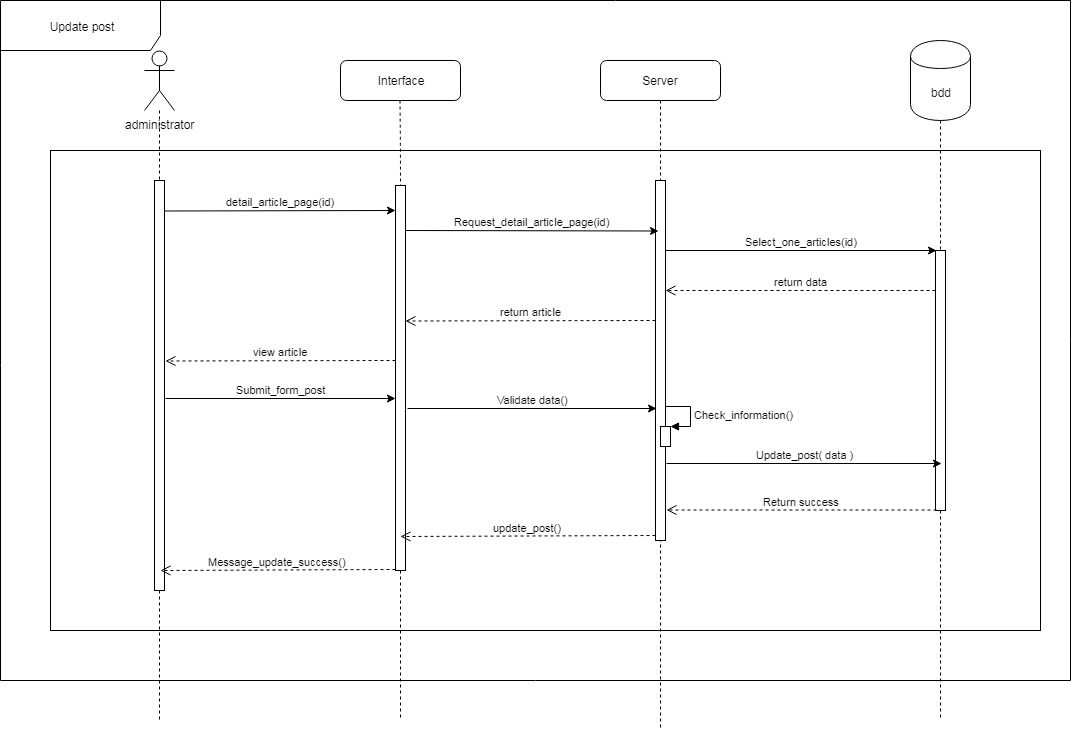 Update post
Interface
Server
bdd
administrator
detail_article_page(id)
Request_detail_article_page(id)
Select_one_articles(id)
return data
return article
view article
Submit_form_post
Validate data()
Check_information()
Update_post( data )
Return success
update_post()
Message_update_success()